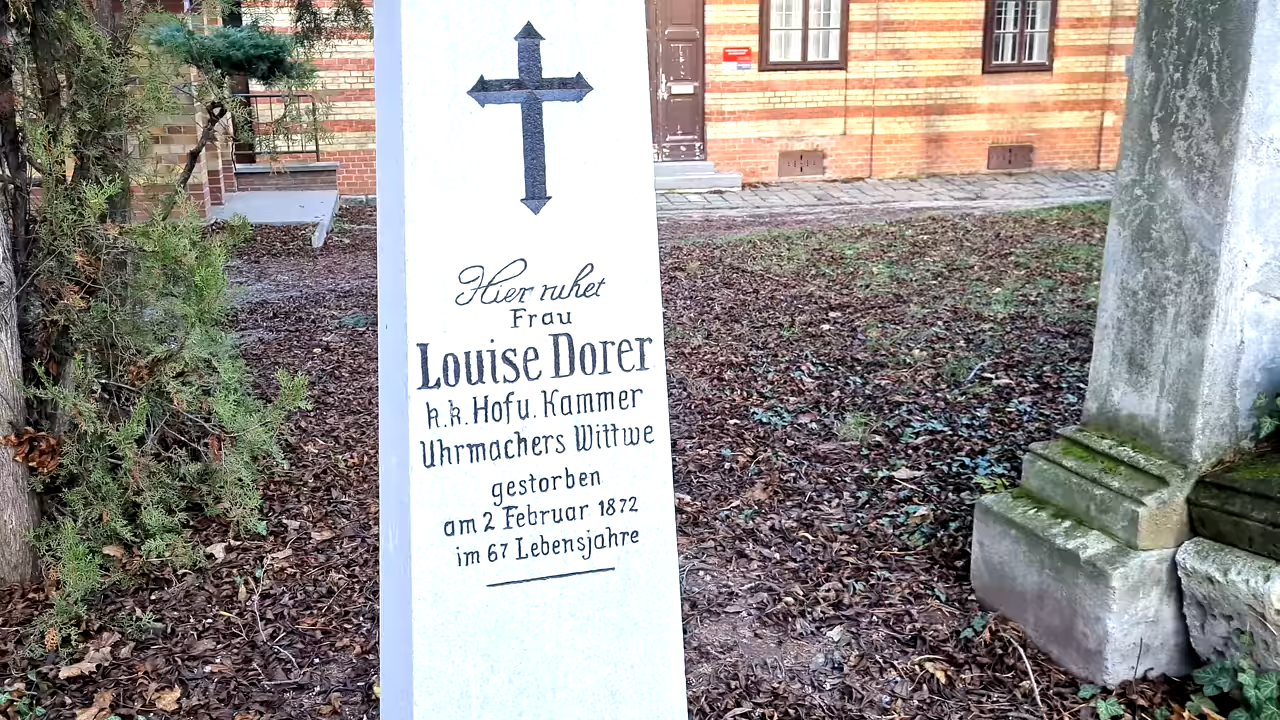 Hier ruhet
Frau
Louise Dorer
k.k. Hof u. Kammer
Uhrmachers Wittwe
gestorben
am 2 Februar 1872
im 67 Lebensjahre